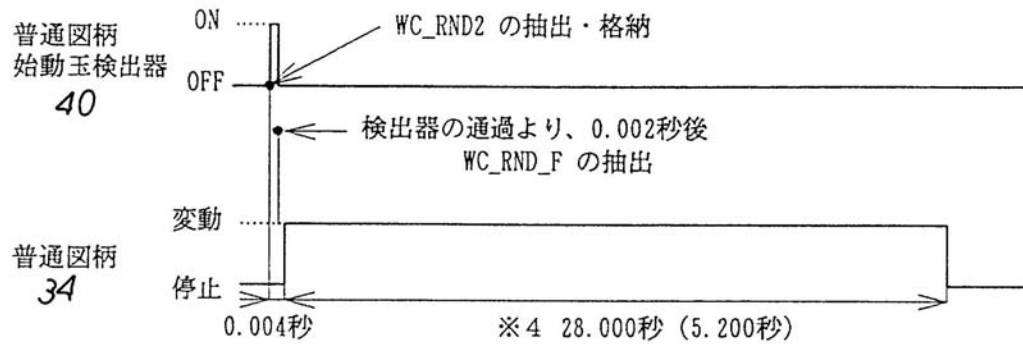 ON
WC_RND2 の抽出・格納
普通図柄
始動玉検出器
OFF
40
検出器の通過より、0.002秒後
WC_RND_F の抽出
変動
普通図柄
34
停止
0.004秒
※4 28.000秒 (5.200秒)